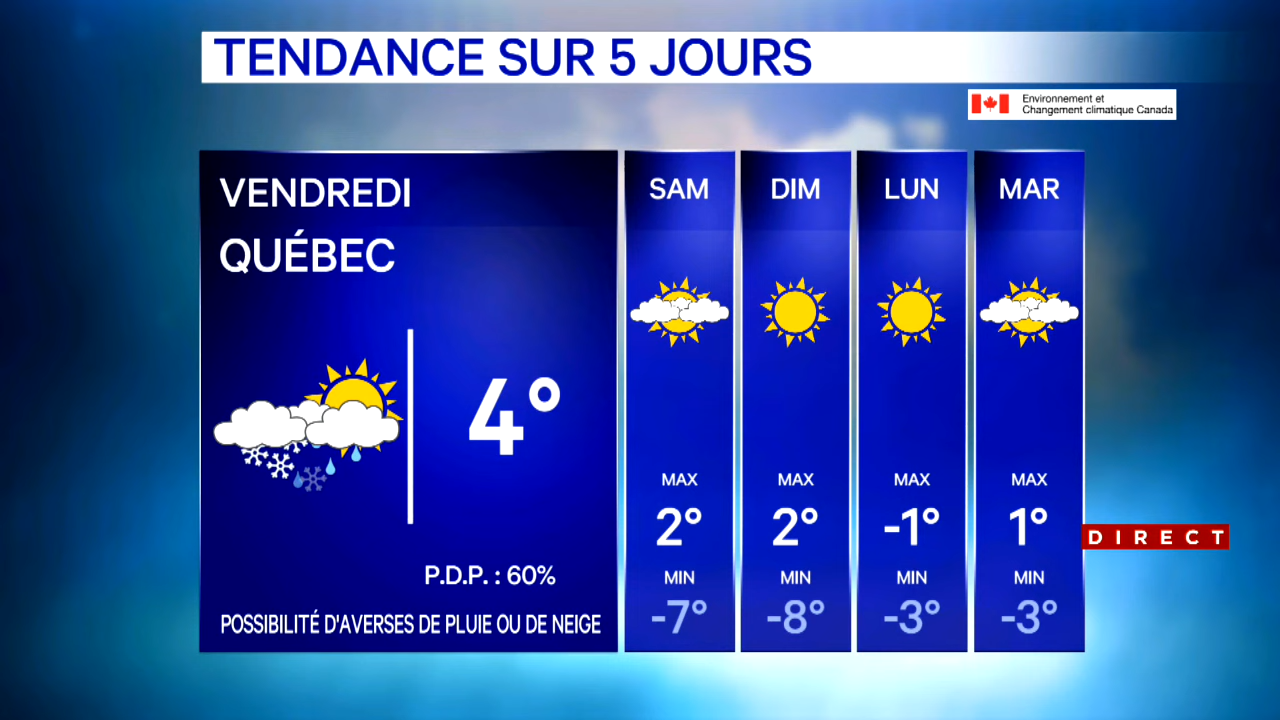 TENDANCE SUR 5 JOURS
Environnement et
Changement climatique Canada
VENDREDI
QUÉBEC
4°
P.D.P. : 60%
POSSIBILITÉ D'AVERSES DE PLUIE OU DE NEIGE
SAM
MAX
2°
MIN
-7°
DIM
MAX
2°
MIN
-8°
LUN
MAX
-1°
MIN
-3°
MAR
MAX
1°
MIN
-3°
DIRECT